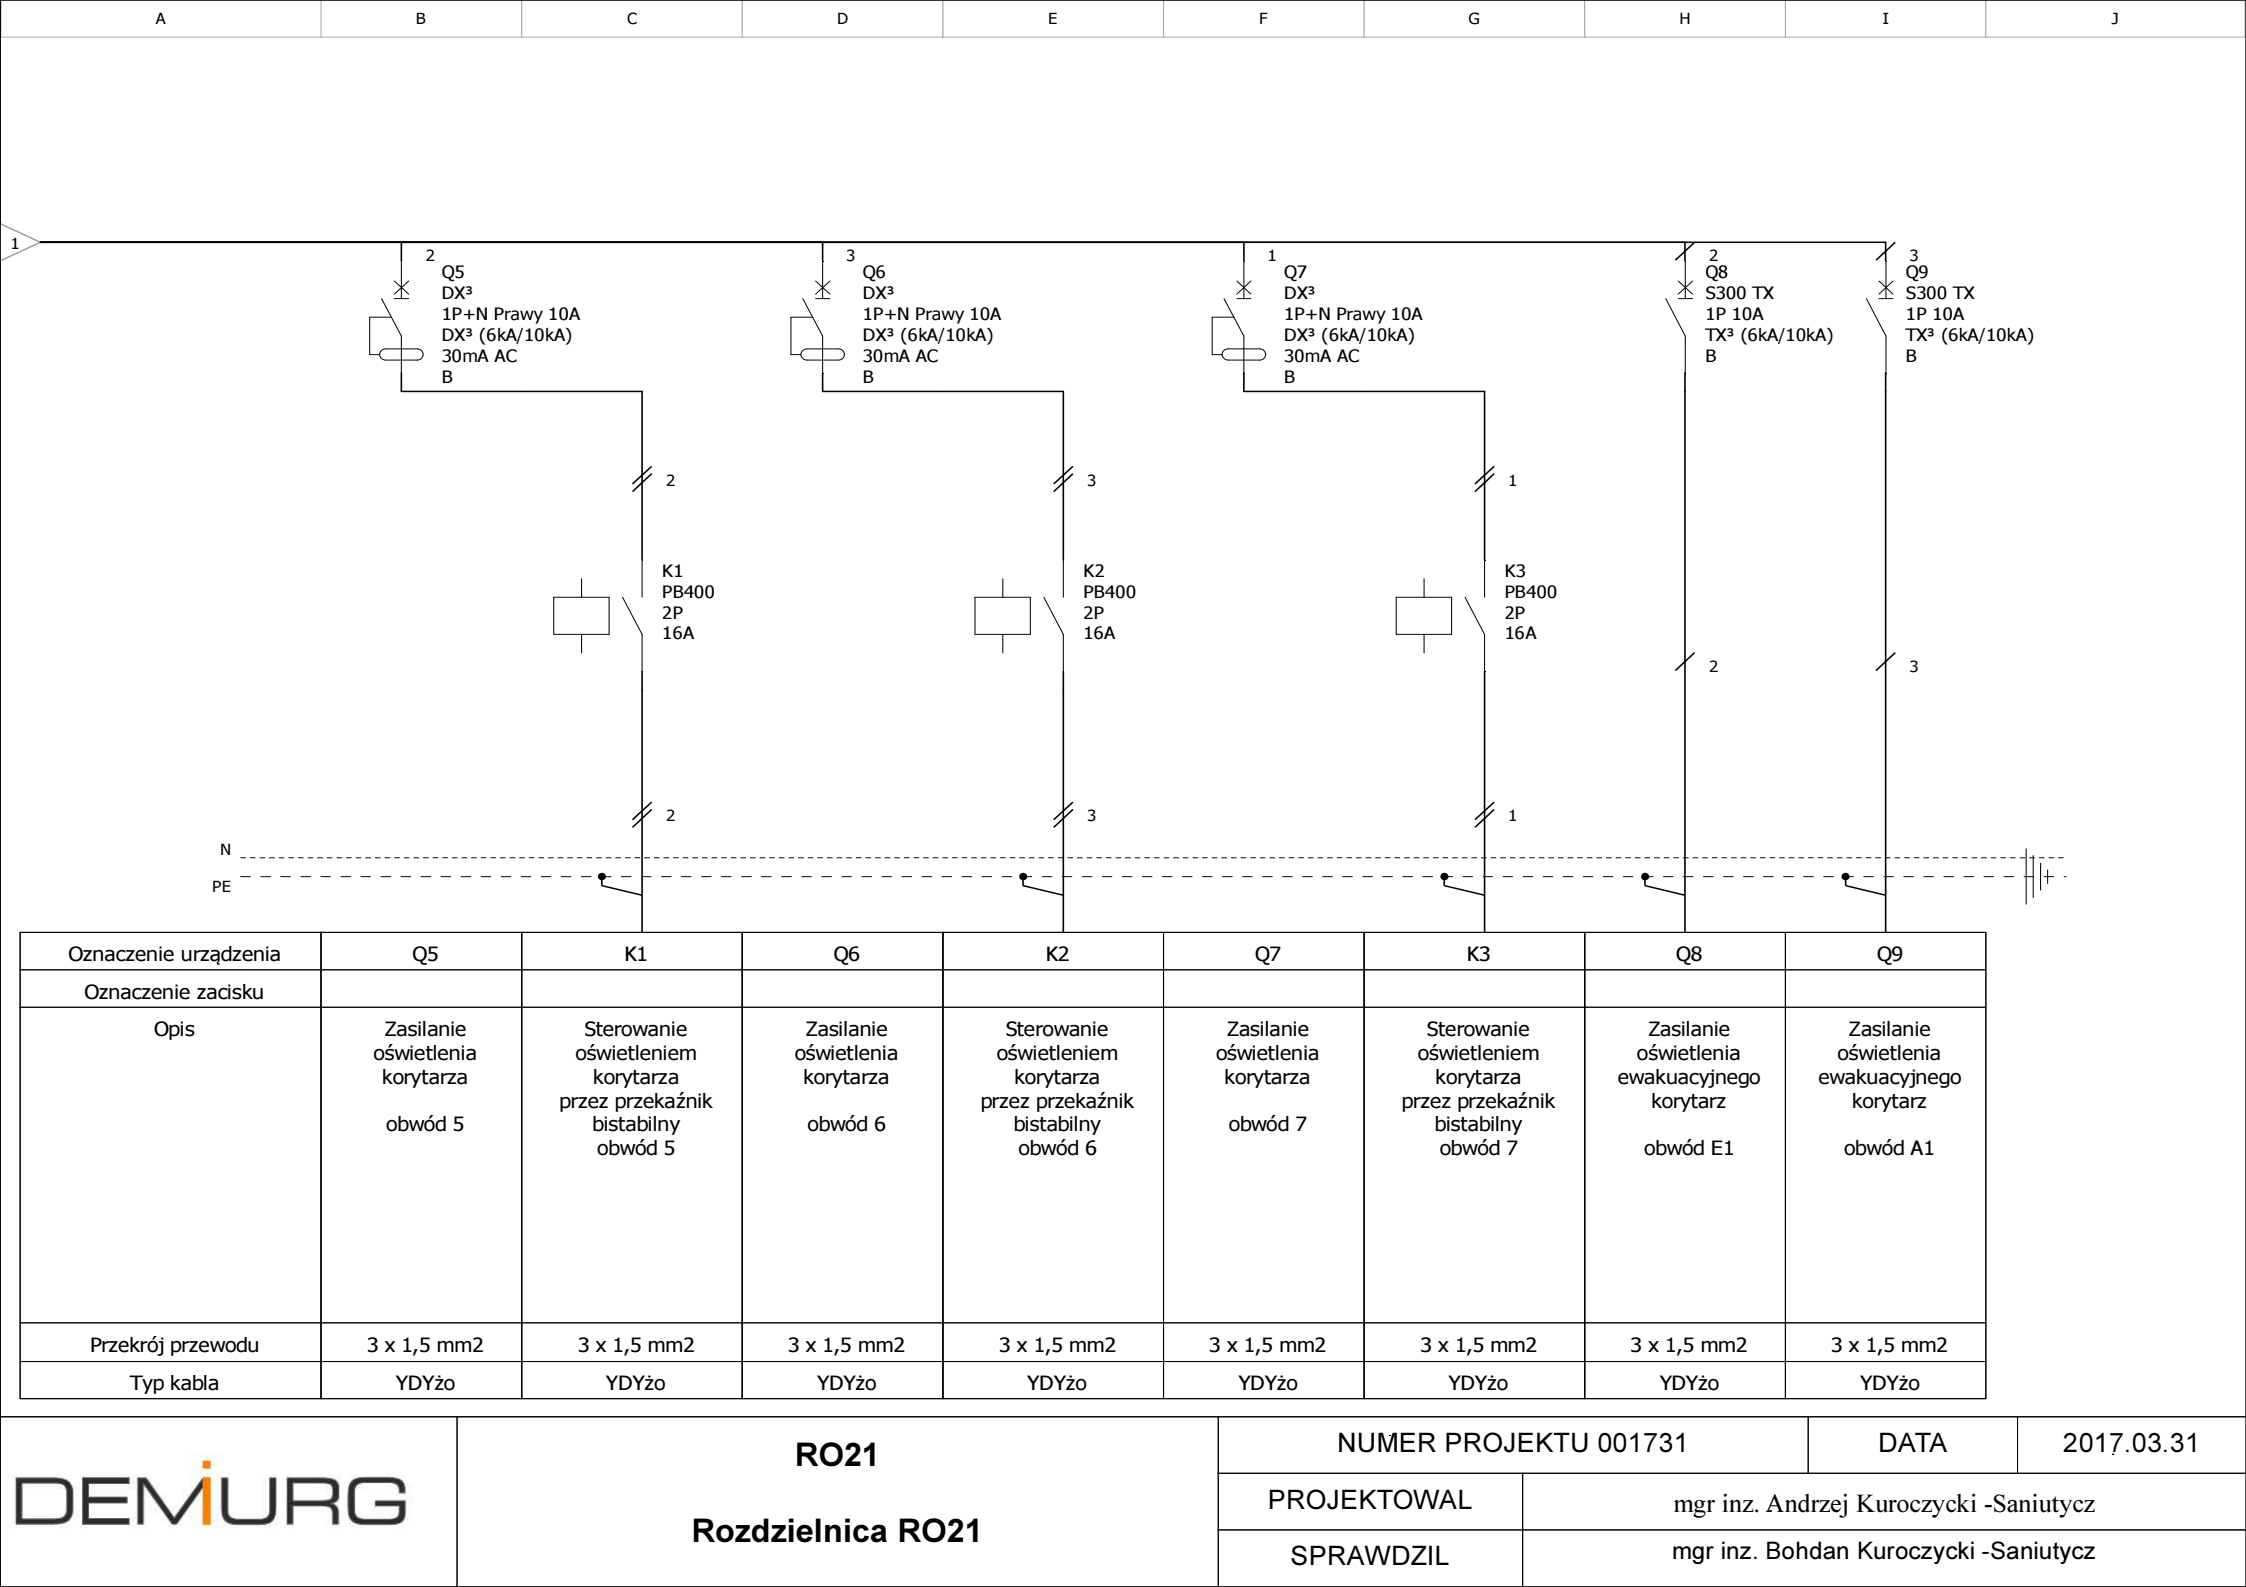 A B C D E F G H I J
1
2
Q5
DX³
1P+N Prawy 10A
DX³ (6kA/10kA)
30mA AC
B
3
Q6
DX³
1P+N Prawy 10A
DX³ (6kA/10kA)
30mA AC
B
1
Q7
DX³
1P+N Prawy 10A
DX³ (6kA/10kA)
30mA AC
B
2
Q8
S300 TX
1P 10A
TX³ (6kA/10kA)
B
3
Q9
S300 TX
1P 10A
TX³ (6kA/10kA)
B
2 3 1
K1
PB400
2P
16A
K2
PB400
2P
16A
K3
PB400
2P
16A
2 3
2 3 1
N
PE
Oznaczenie urządzenia Q5 K1 Q6 K2 Q7 K3 Q8 Q9
Oznaczenie zacisku
Opis
Zasilanie
oświetlenia
korytarza
obwód 5
Sterowanie
oświetleniem
korytarza
przez przekaźnik
bistabilny
obwód 5
Zasilanie
oświetlenia
korytarza
obwód 6
Sterowanie
oświetleniem
korytarza
przez przekaźnik
bistabilny
obwód 6
Zasilanie
oświetlenia
korytarza
obwód 7
Sterowanie
oświetleniem
korytarza
przez przekaźnik
bistabilny
obwód 7
Zasilanie
oświetlenia
ewakuacyjnego
korytarz
obwód E1
Zasilanie
oświetlenia
ewakuacyjnego
korytarz
obwód A1
Przekrój przewodu 3 x 1,5 mm2 3 x 1,5 mm2 3 x 1,5 mm2 3 x 1,5 mm2 3 x 1,5 mm2 3 x 1,5 mm2 3 x 1,5 mm2 3 x 1,5 mm2
Typ kabla YDYżo YDYżo YDYżo YDYżo YDYżo YDYżo YDYżo YDYżo
DEMiURG
RO21
Rozdzielnica RO21
NUMER PROJEKTU 001731 DATA 2017.03.31
PROJEKTOWAL mgr inz. Andrzej Kuroczycki -Saniutycz
SPRAWDZIL mgr inz. Bohdan Kuroczycki -Saniutycz